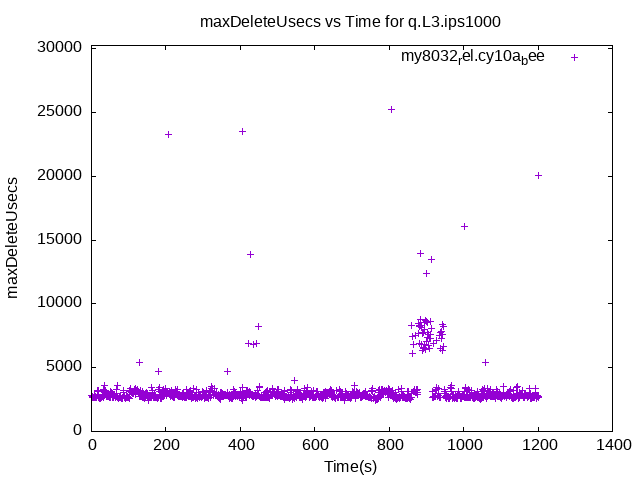 maxDeleteUsecs vs Time for q.L3.ips1000
my8032rel.cy10abee
30000
25000
20000
15000
10000
5000
0
maxDeleteUsecs
0 200 400 600 800 1000 1200 1400
Time(s)